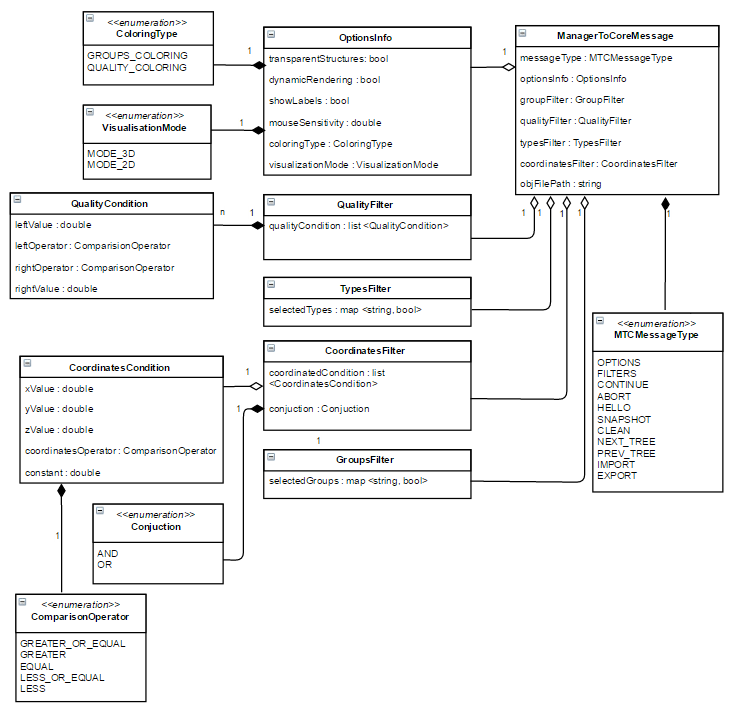 <<enumeration>>
ColoringType
GROUPS_COLORING
QUALITY_COLORING
1
OptionsInfo
transparentStructures: bool
dynamicRendering : bool
showLabels : bool
mouseSensitivity : double
coloringType : ColoringType
visualizationMode : VisualizationMode
1
ManagerToCoreMessage
messageType : MTCMessageType
optionsInfo : OptionsInfo
groupFilter : GroupFilter
qualityFilter : QualityFilter
typesFilter : TypesFilter
coordinatesFilter : CoordinatesFilter
objFilePath : string
<<enumeration>>
VisualisationMode
MODE_3D
MODE_2D
1
QualityCondition
leftValue : double
leftOperator : ComparisionOperator
rightOperator : ComparisonOperator
rightValue : double
n
1
QualityFilter
qualityCondition : list <QualityCondition>
1
1
1
1
1
TypesFilter
selectedTypes : map <string, bool>
<<enumeration>>
MTCMessageType
OPTIONS
FILTERS
CONTINUE
ABORT
HELLO
SNAPSHOT
CLEAN
NEXT_TREE
PREV_TREE
IMPORT
EXPORT
CoordinatesCondition
xValue : double
yValue : double
zValue : double
coordinatesOperator : ComparisonOperator
constant : double
1
1
CoordinatesFilter
coordinatedCondition : list
<CoordinatesCondition>
conjuction : Conjuction
1
GroupsFilter
selectedGroups : map <string, bool>
<<enumeration>>
Conjuction
AND
OR
1
<<enumeration>>
ComparisonOperator
GREATER_OR_EQUAL
GREATER
EQUAL
LESS_OR_EQUAL
LESS